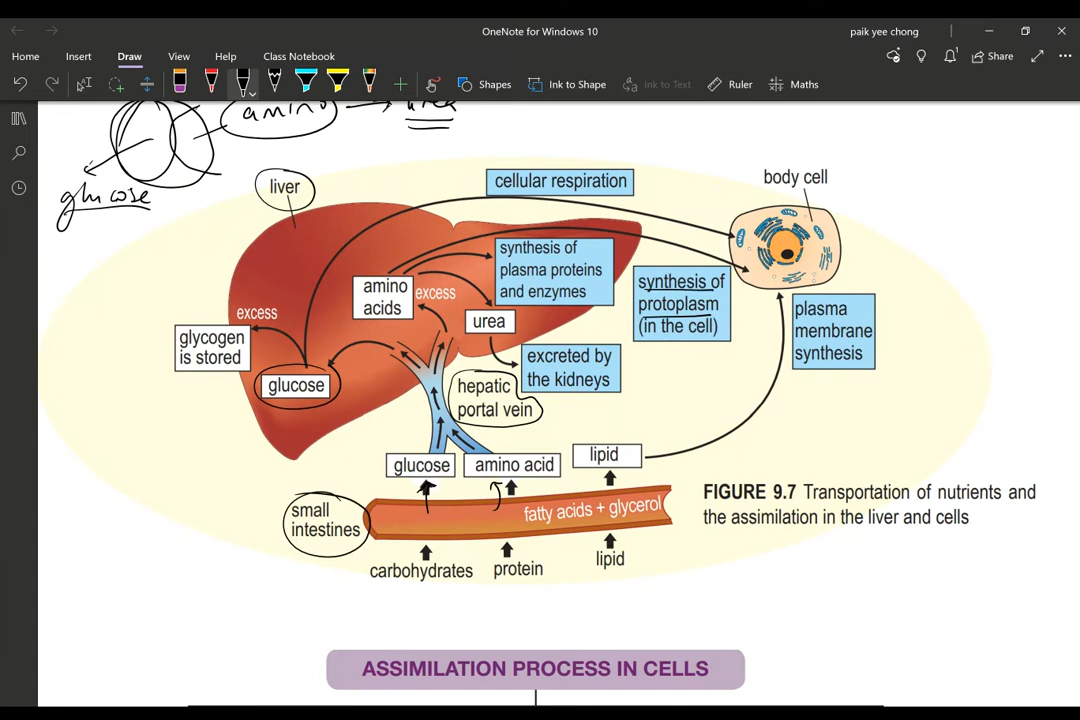 OneNote for Windows 10
paik yee chong
Home Insert Draw View Help Class Notebook
Share
Shapes Ink to Shape Ink to Text Ruler Maths
amino → urea
glucose
liver
cellular respiration
body cell
synthesis of
plasma proteins
and enzymes
amino
acids
excess
urea
synthesis of
protoplasm
(in the cell)
plasma
membrane
synthesis
excess
glycogen
is stored
glucose
excreted by
the kidneys
hepatic
portal vein
glucose
amino acid
lipid
small
intestines
fatty acids + glycerol
carbohydrates
protein
lipid
FIGURE 9.7 Transportation of nutrients and
the assimilation in the liver and cells
ASSIMILATION PROCESS IN CELLS